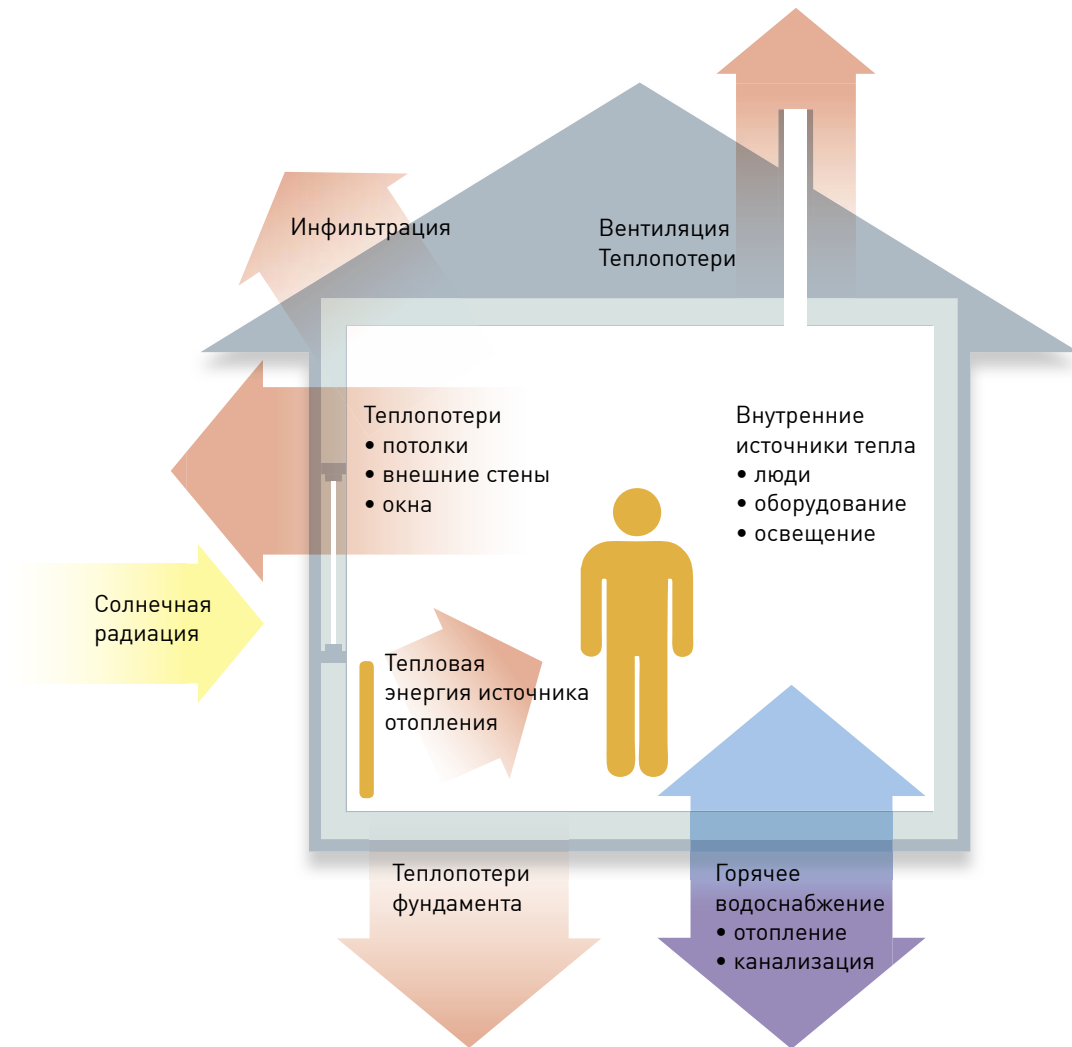 Инфильтрация
Вентиляция
Теплопотери
Теплопотери
• потолки
• внешние стены
• окна
Внутренние
источники тепла
• люди
• оборудование
• освещение
Солнечная
радиация
Тепловая
энергия источника
отопления
Теплопотери
фундамента
Горячее
водоснабжение
• отопление
• канализация